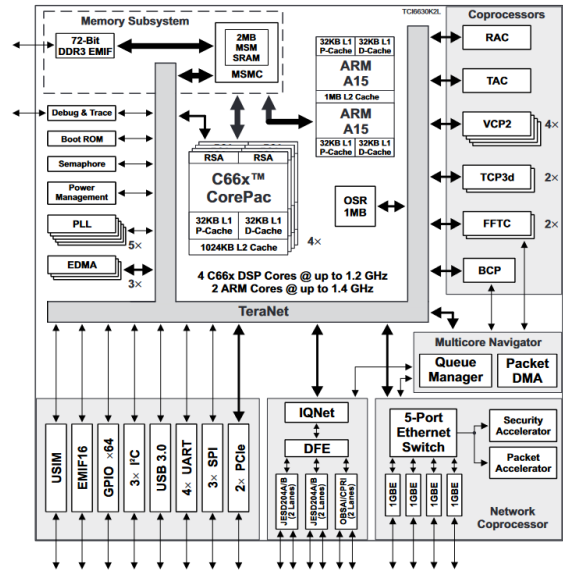 Memory Subsystem
TCI6630K2L
Coprocessors
72-Bit
DDR3 EMIF
2MB
MSM
SRAM
MSMC
32KB L1
P-Cache
32KB L1
D-Cache
ARM
A15
1MB L2 Cache
ARM
A15
32KB L1
P-Cache
32KB L1
D-Cache
RAC
TAC
VCP2
4×
TCP3d
2×
FFTC
2×
BCP
Debug & Trace
Boot ROM
Semaphore
Power
Management
PLL
5×
EDMA
3×
RSA RSA
C66x™
CorePac
32KB L1
P-Cache
32KB L1
D-Cache
1024KB L2 Cache
4×
OSR
1MB
4 C66x DSP Cores @ up to 1.2 GHz
2 ARM Cores @ up to 1.4 GHz
TeraNet
Multicore Navigator
Queue
Manager
Packet
DMA
USIM
EMIF16
GPIO ×64
3× I²C
USB 3.0
4× UART
3× SPI
2× PCIe
IQNet
DFE
JESD204A/B
(2 Lanes)
JESD204A/B
(2 Lanes)
OBSAI/CPRI
(2 Lanes)
5-Port
Ethernet
Switch
Security
Accelerator
Packet
Accelerator
1GBE
1GBE
1GBE
1GBE
Network
Coprocessor